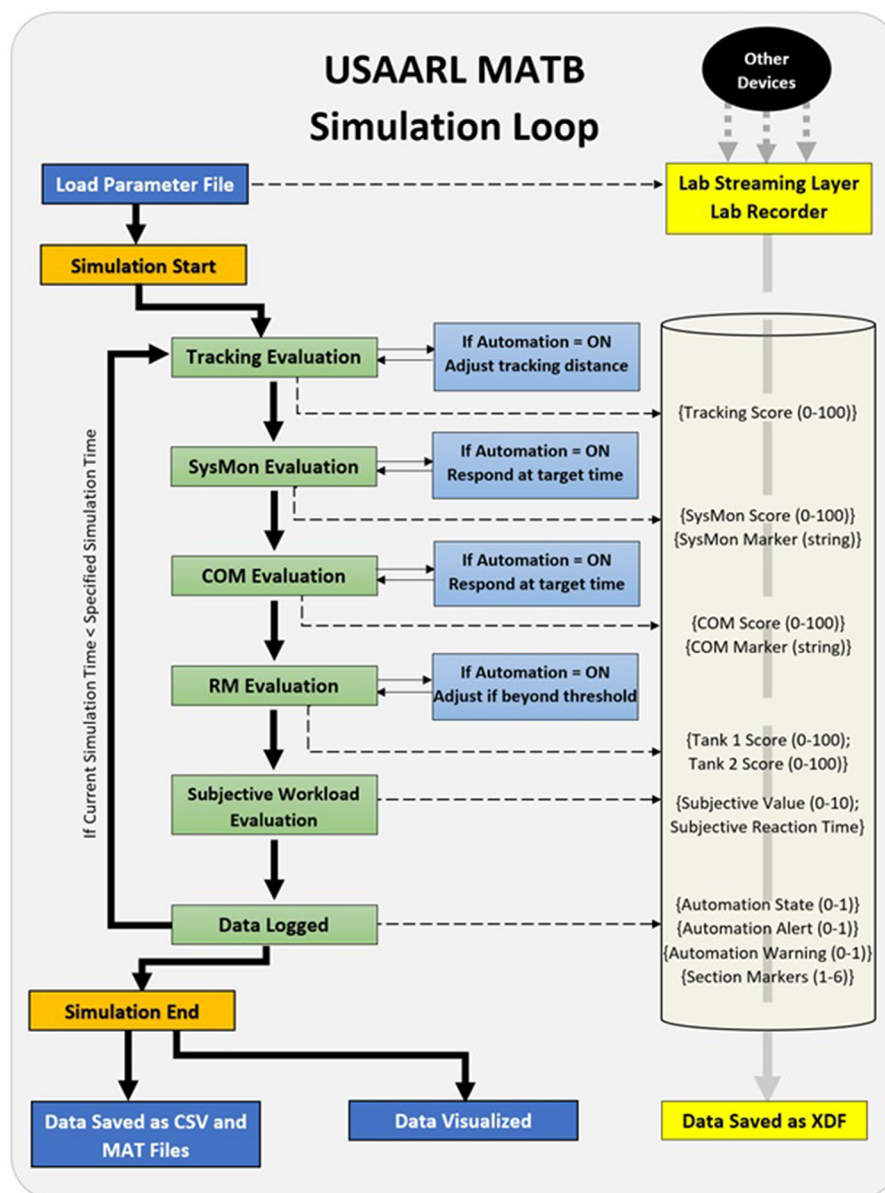 USAARL MATB
Simulation Loop
Other
Devices
Load Parameter File
Lab Streaming Layer
Lab Recorder
Simulation Start
Tracking Evaluation
If Automation = ON
Adjust tracking distance
{Tracking Score (0-100)}
SysMon Evaluation
If Automation = ON
Respond at target time
{SysMon Score (0-100)}
{SysMon Marker (string)}
COM Evaluation
If Automation = ON
Respond at target time
{COM Score (0-100)}
{COM Marker (string)}
RM Evaluation
If Automation = ON
Adjust if beyond threshold
{Tank 1 Score (0-100);
Tank 2 Score (0-100)}
Subjective Workload
Evaluation
{Subjective Value (0-10);
Subjective Reaction Time}
If Current Simulation Time < Specified Simulation Time
Data Logged
{Automation State (0-1)}
{Automation Alert (0-1)}
{Automation Warning (0-1)}
{Section Markers (1-6)}
Simulation End
Data Saved as CSV and
MAT Files
Data Visualized
Data Saved as XDF